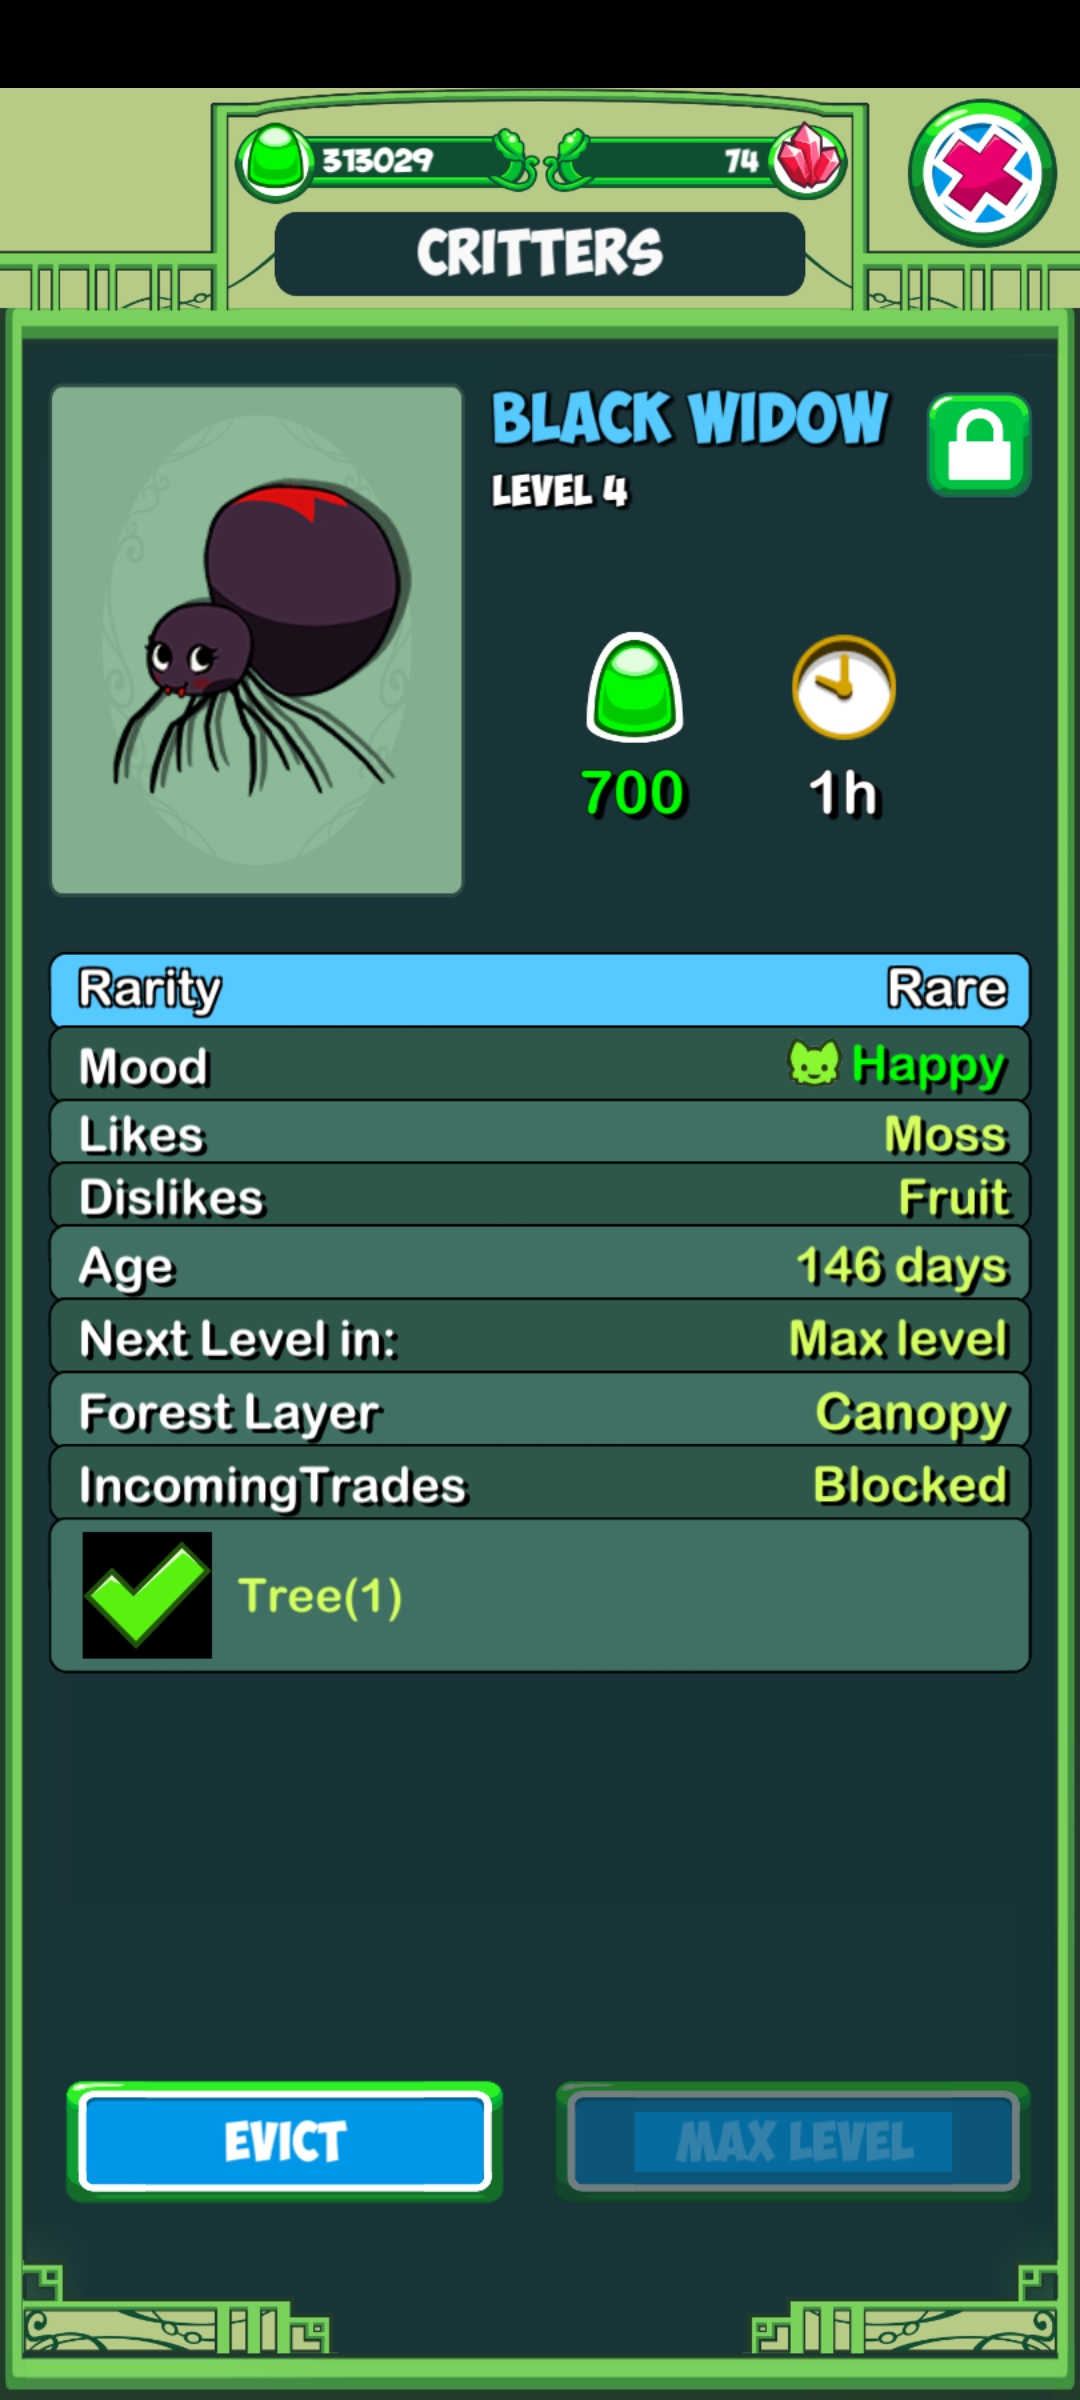 313029
74
CRITTERS
BLACK WIDOW
LEVEL 4
700
1h
Rarity Rare
Mood Happy
Likes Moss
Dislikes Fruit
Age 146 days
Next Level in: Max level
Forest Layer Canopy
IncomingTrades Blocked
Tree(1)
EVICT
MAX LEVEL